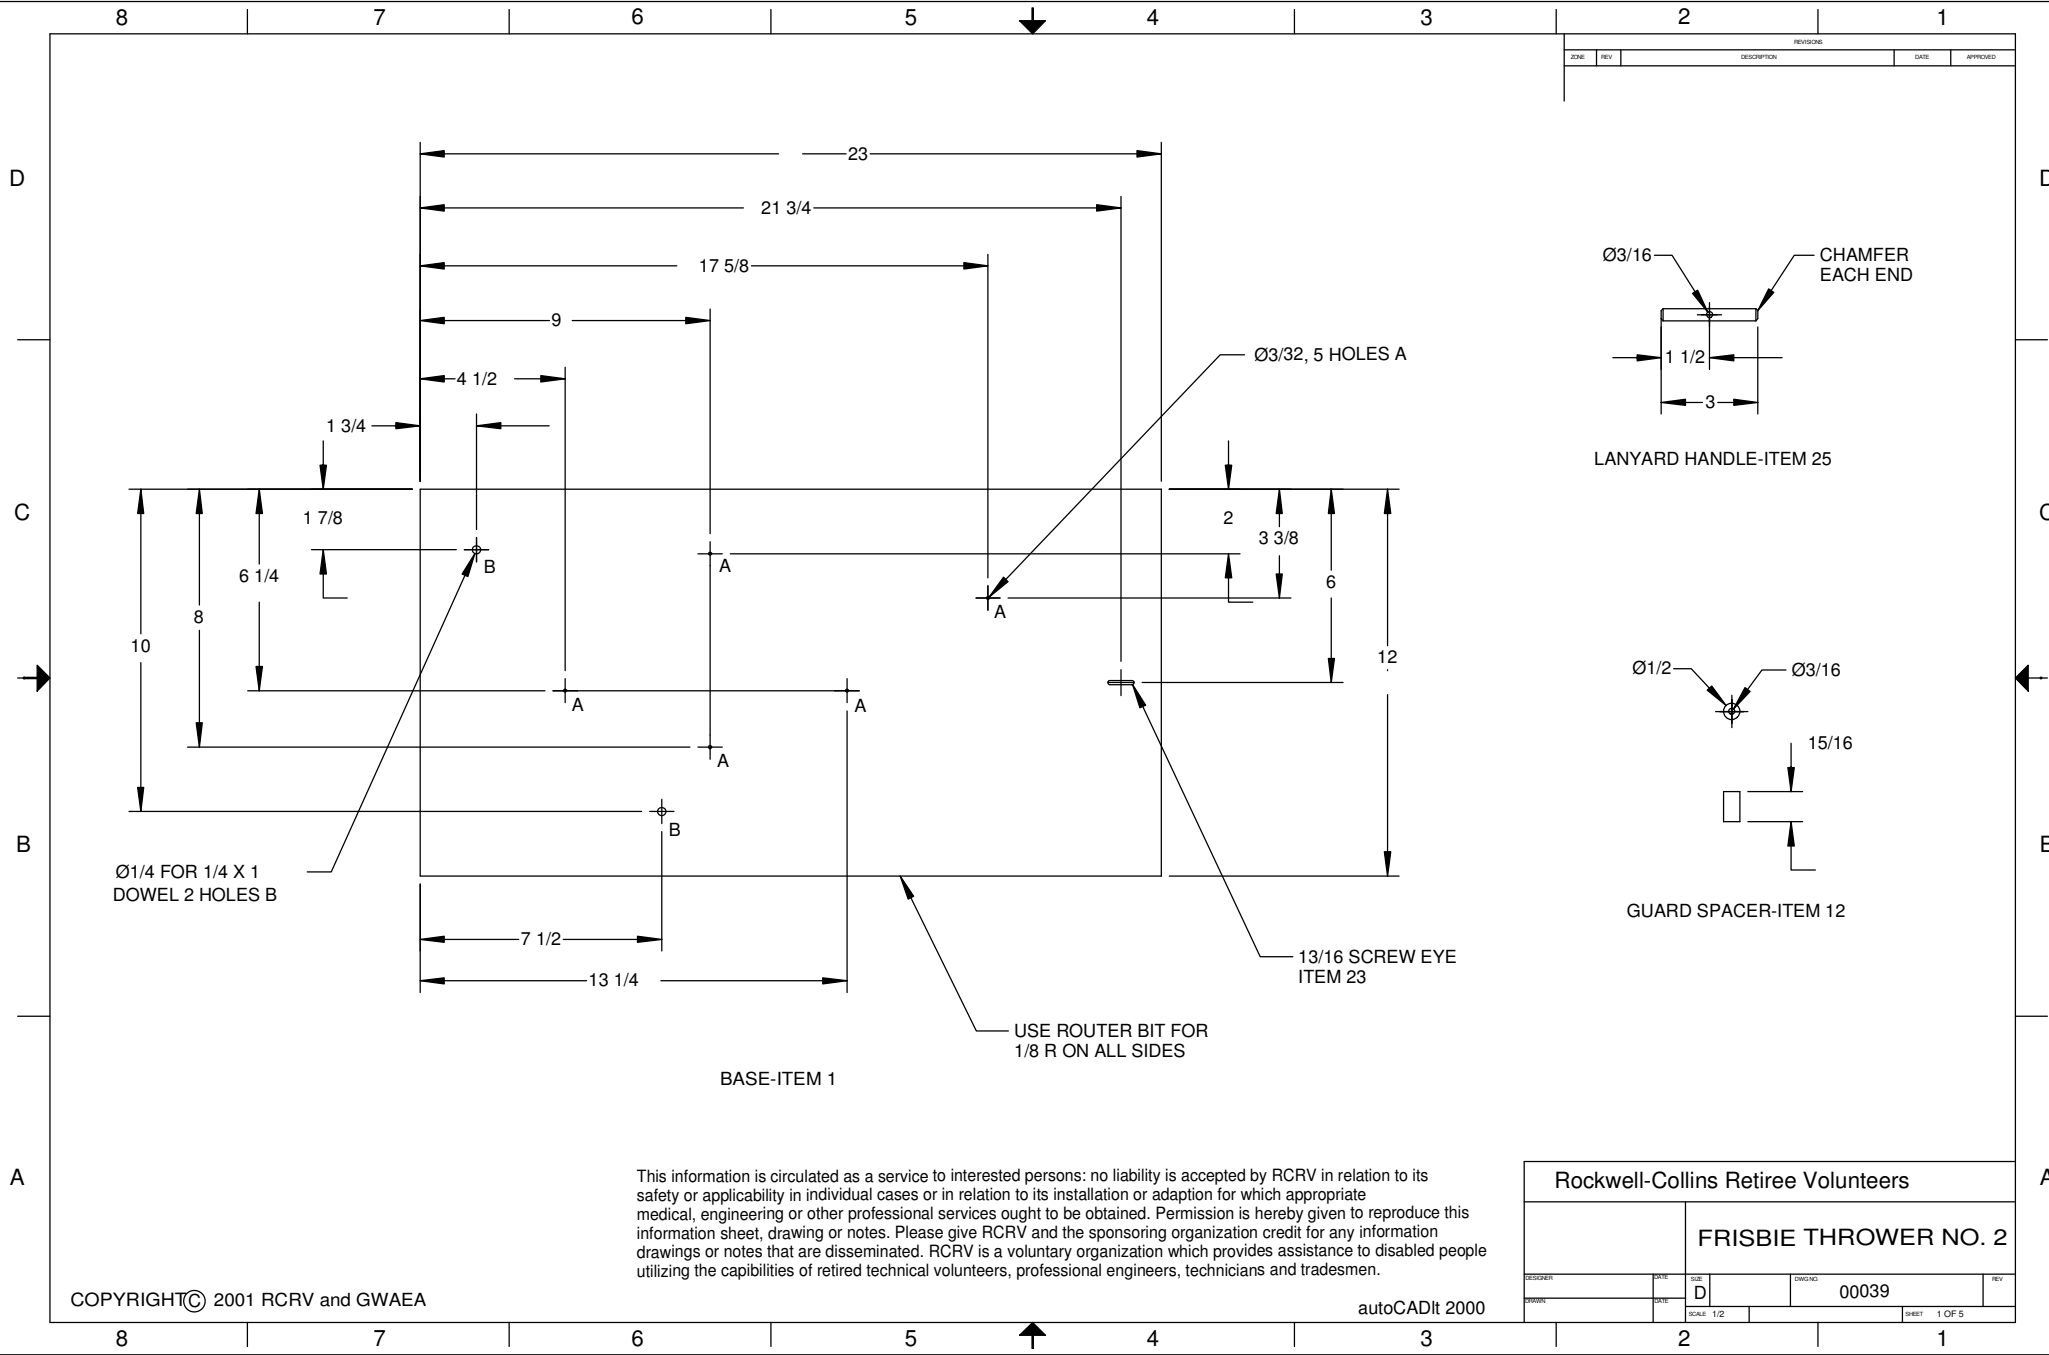 8 7 6 5 4 3 2 1
REVISIONS
ZONE REV DESCRIPTION DATE APPROVED
D D
23
21 3/4
17 5/8
9
4 1/2
1 3/4
Ø3/32, 5 HOLES A
Ø3/16
CHAMFER
EACH END
1 1/2
3
LANYARD HANDLE-ITEM 25
C C
1 7/8
6 1/4
8
10
B
A
A
2
3 3/8
6
12
A
A
A
B
Ø1/2
Ø3/16
15/16
GUARD SPACER-ITEM 12
B B
Ø1/4 FOR 1/4 X 1
DOWEL 2 HOLES B
7 1/2
13 1/4
13/16 SCREW EYE
ITEM 23
USE ROUTER BIT FOR
1/8 R ON ALL SIDES
BASE-ITEM 1
A A
This information is circulated as a service to interested persons: no liability is accepted by RCRV in relation to its
safety or applicability in individual cases or in relation to its installation or adaption for which appropriate
medical, engineering or other professional services ought to be obtained. Permission is hereby given to reproduce this
information sheet, drawing or notes. Please give RCRV and the sponsoring organization credit for any information
drawings or notes that are disseminated. RCRV is a voluntary organization which provides assistance to disabled people
utilizing the capibilities of retired technical volunteers, professional engineers, technicians and tradesmen.
COPYRIGHT© 2001 RCRV and GWAEA
autoCADlt 2000
Rockwell-Collins Retiree Volunteers
FRISBIE THROWER NO. 2
DESIGNER DATE
DRAWN DATE
SIZE
D
DWG NO.
00039
REV
SCALE 1/2
SHEET 1 OF 5
8 7 6 5 4 3 2 1